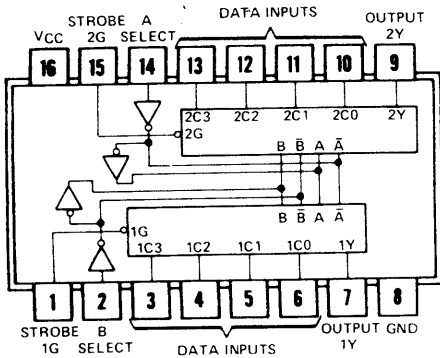 STROBE A DATA INPUTS OUTPUT
VCC 2G SELECT 2Y
16 15 14 13 12 11 10 9
2C3 2C2 2C1 2C0 2Y
2G
B B̅ A A̅
B B̅ A A̅
1G
1C3 1C2 1C1 1C0 1Y
1 2 3 4 5 6 7 8
STROBE B DATA INPUTS OUTPUT GND
1G SELECT 1Y